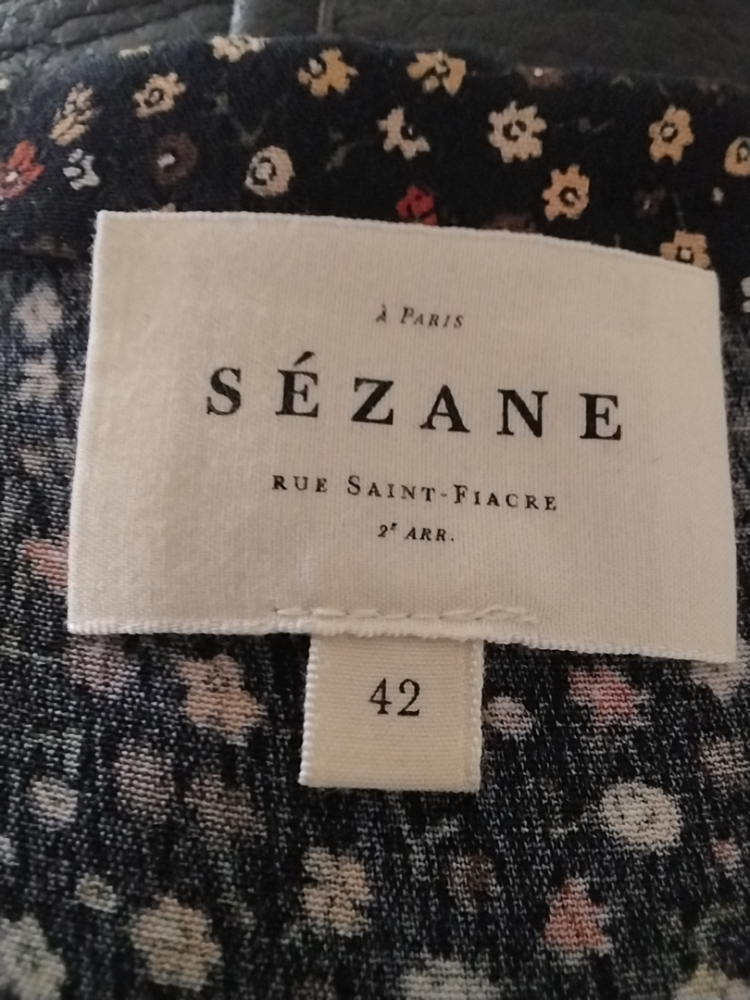 à Paris
SÉZANE
RUE SAINT-FIACRE
2e ARR.
42